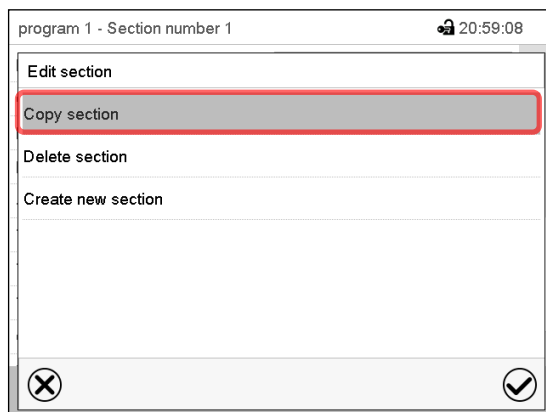 program 1 - Section number 1 20:59:08
Edit section
Copy section
Delete section
Create new section